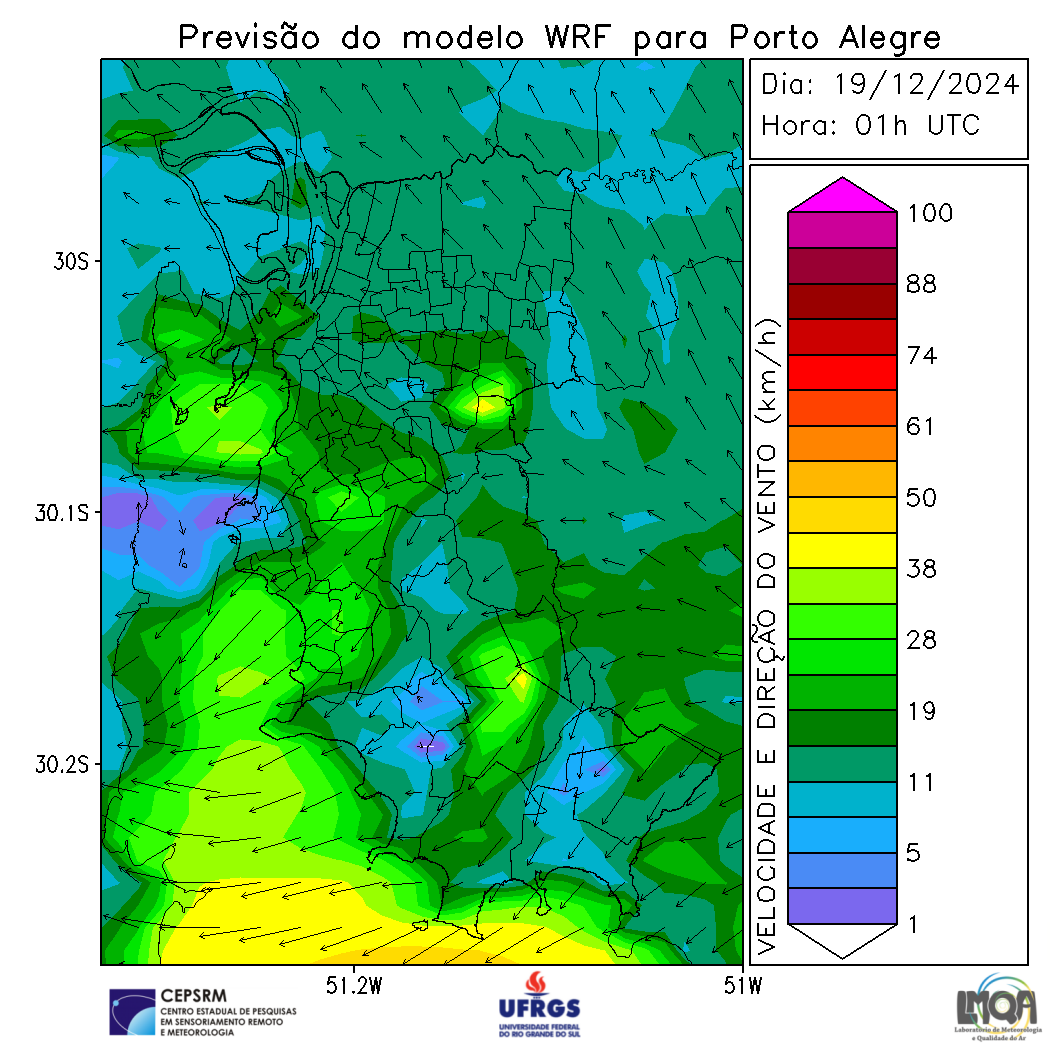 Previsão do modelo WRF para Porto Alegre
Dia: 19/12/2024
Hora: 01h UTC
30S
30.1S
30.2S
51.2W
51W
VELOCIDADE E DIREÇÃO DO VENTO (km/h)
100
88
74
61
50
38
28
19
11
5
1
CEPSRM
CENTRO ESTADUAL DE PESQUISAS
EM SENSORIAMENTO REMOTO
E METEOROLOGIA
UFRGS
UNIVERSIDADE FEDERAL
DO RIO GRANDE DO SUL
LMQA
Laboratório de Meteorologia
e Qualidade do Ar